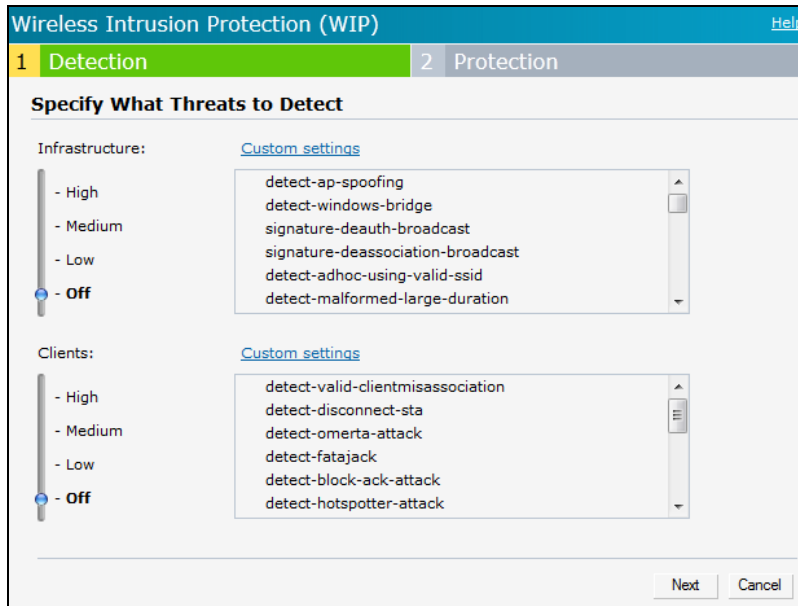 Wireless Intrusion Protection (WIP)
Help
1 Detection
2 Protection
Specify What Threats to Detect
Infrastructure:
Custom settings
- High
- Medium
- Low
- Off
detect-ap-spoofing
detect-windows-bridge
signature-deauth-broadcast
signature-deassociation-broadcast
detect-adhoc-using-valid-ssid
detect-malformed-large-duration
Clients:
Custom settings
- High
- Medium
- Low
- Off
detect-valid-clientmisassociation
detect-disconnect-sta
detect-omerta-attack
detect-fatajack
detect-block-ack-attack
detect-hotspotter-attack
Next
Cancel